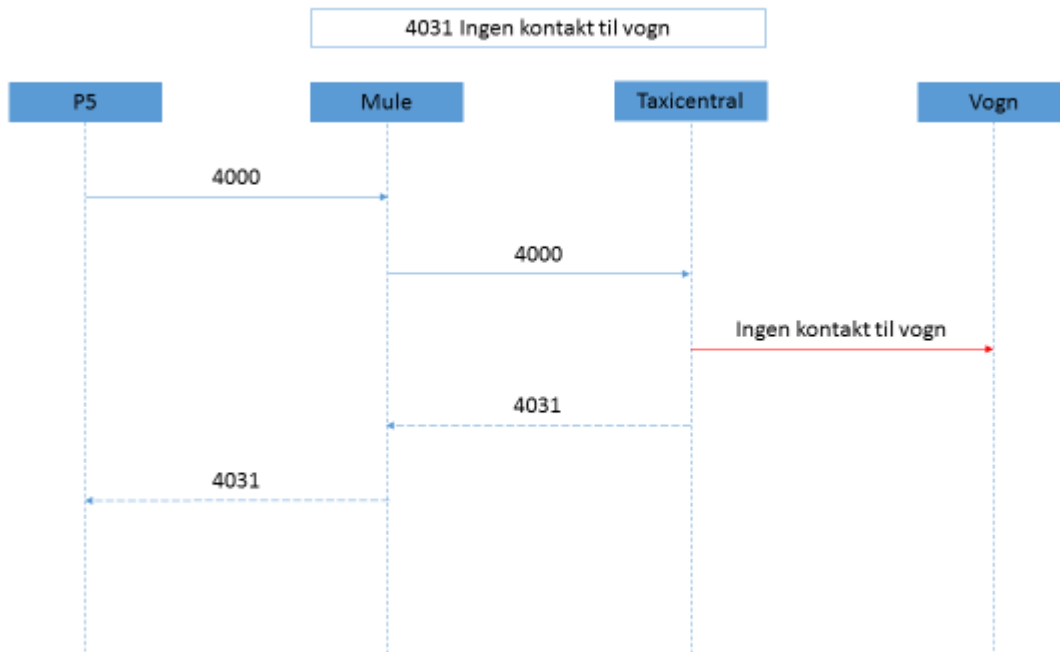 4031 Ingen kontakt til vogn
P5
Mule
Taxicentral
Vogn
4000
4000
Ingen kontakt til vogn
4031
4031